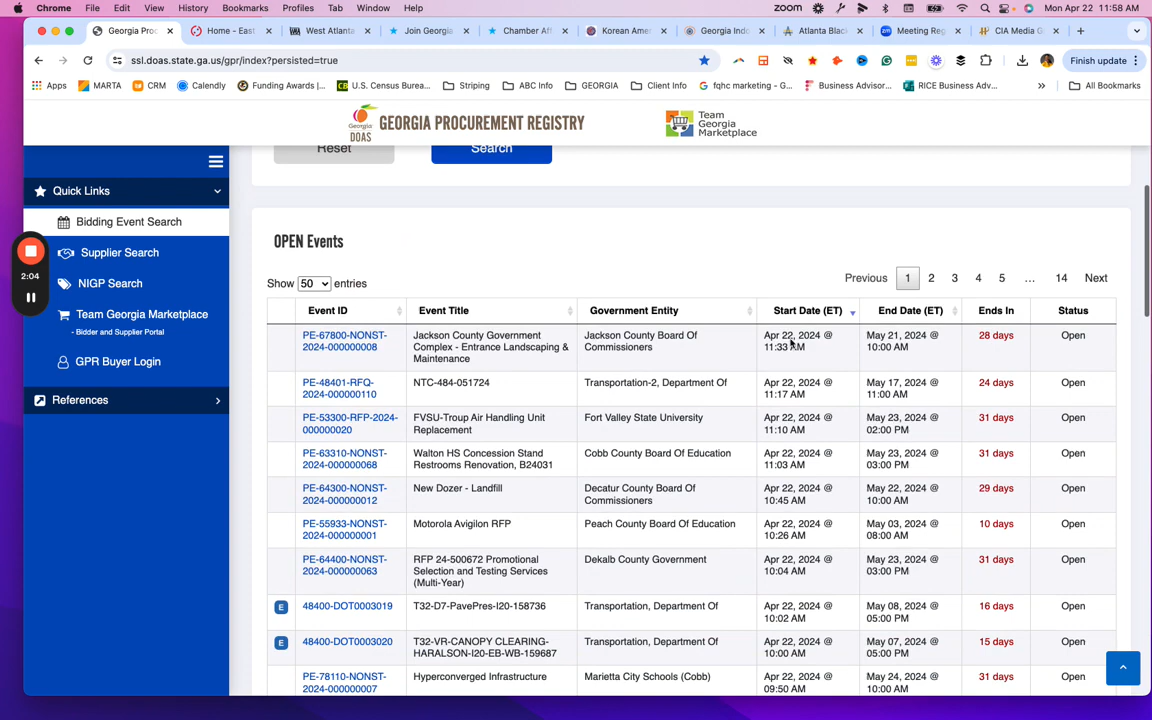 Chrome File Edit View History Bookmarks Profiles Tab Window Help zoom Mon Apr 22 11:58 AM
Georgia Proc Home - East West Atlanta Join Georgia Chamber Aff Korean Amer Georgia Indo Atlanta Blac Meeting Reg CIA Media G
ssl.doas.state.ga.us/gpr/index?persisted=true Finish update
Apps MARTA CRM Calendly Funding Awards |... U.S. Census Burea... Striping ABC Info GEORGIA Client Info fqhc marketing - G... Business Advisor... RICE Business Adv... » All Bookmarks
DOAS
GEORGIA PROCUREMENT REGISTRY
Team
Georgia
Marketplace
Reset Search
Quick Links
Bidding Event Search
Supplier Search
NIGP Search
Team Georgia Marketplace
- Bidder and Supplier Portal
GPR Buyer Login
References
2:04
OPEN Events
Show 50 entries
Previous 1 2 3 4 5 ... 14 Next
Event ID Event Title Government Entity Start Date (ET) End Date (ET) Ends In Status
PE-67800-NONST- Jackson County Government Jackson County Board Of Apr 22, 2024 @ May 21, 2024 @ 28 days Open
2024-000000008 Complex - Entrance Landscaping & Commissioners 11:33 AM 10:00 AM
Maintenance
PE-48401-RFQ- NTC-484-051724 Transportation-2, Department Of Apr 22, 2024 @ May 17, 2024 @ 24 days Open
2024-000000110 11:17 AM 11:00 AM
PE-53300-RFP-2024- FVSU-Troup Air Handling Unit Fort Valley State University Apr 22, 2024 @ May 23, 2024 @ 31 days Open
000000020 Replacement 11:10 AM 02:00 PM
PE-63310-NONST- Walton HS Concession Stand Cobb County Board Of Education Apr 22, 2024 @ May 23, 2024 @ 31 days Open
2024-000000068 Restrooms Renovation, B24031 11:03 AM 03:00 PM
PE-64300-NONST- New Dozer - Landfill Decatur County Board Of Apr 22, 2024 @ May 22, 2024 @ 29 days Open
2024-000000012 Commissioners 10:45 AM 10:00 AM
PE-55933-NONST- Motorola Avigilon RFP Peach County Board Of Education Apr 22, 2024 @ May 03, 2024 @ 10 days Open
2024-000000001 10:26 AM 08:00 AM
PE-64400-NONST- RFP 24-500672 Promotional Dekalb County Government Apr 22, 2024 @ May 23, 2024 @ 31 days Open
2024-000000063 Selection and Testing Services 10:04 AM 03:00 PM
(Multi-Year)
E 48400-DOT0003019 T32-D7-PavePres-I20-158736 Transportation, Department Of Apr 22, 2024 @ May 08, 2024 @ 16 days Open
10:02 AM 05:00 PM
E 48400-DOT0003020 T32-VR-CANOPY CLEARING- Transportation, Department Of Apr 22, 2024 @ May 07, 2024 @ 15 days Open
HARALSON-I20-EB-WB-159687 10:00 AM 05:00 PM
PE-78110-NONST- Hyperconverged Infrastructure Marietta City Schools (Cobb) Apr 22, 2024 @ May 24, 2024 @ 31 days Open
2024-000000007 09:50 AM 10:00 AM